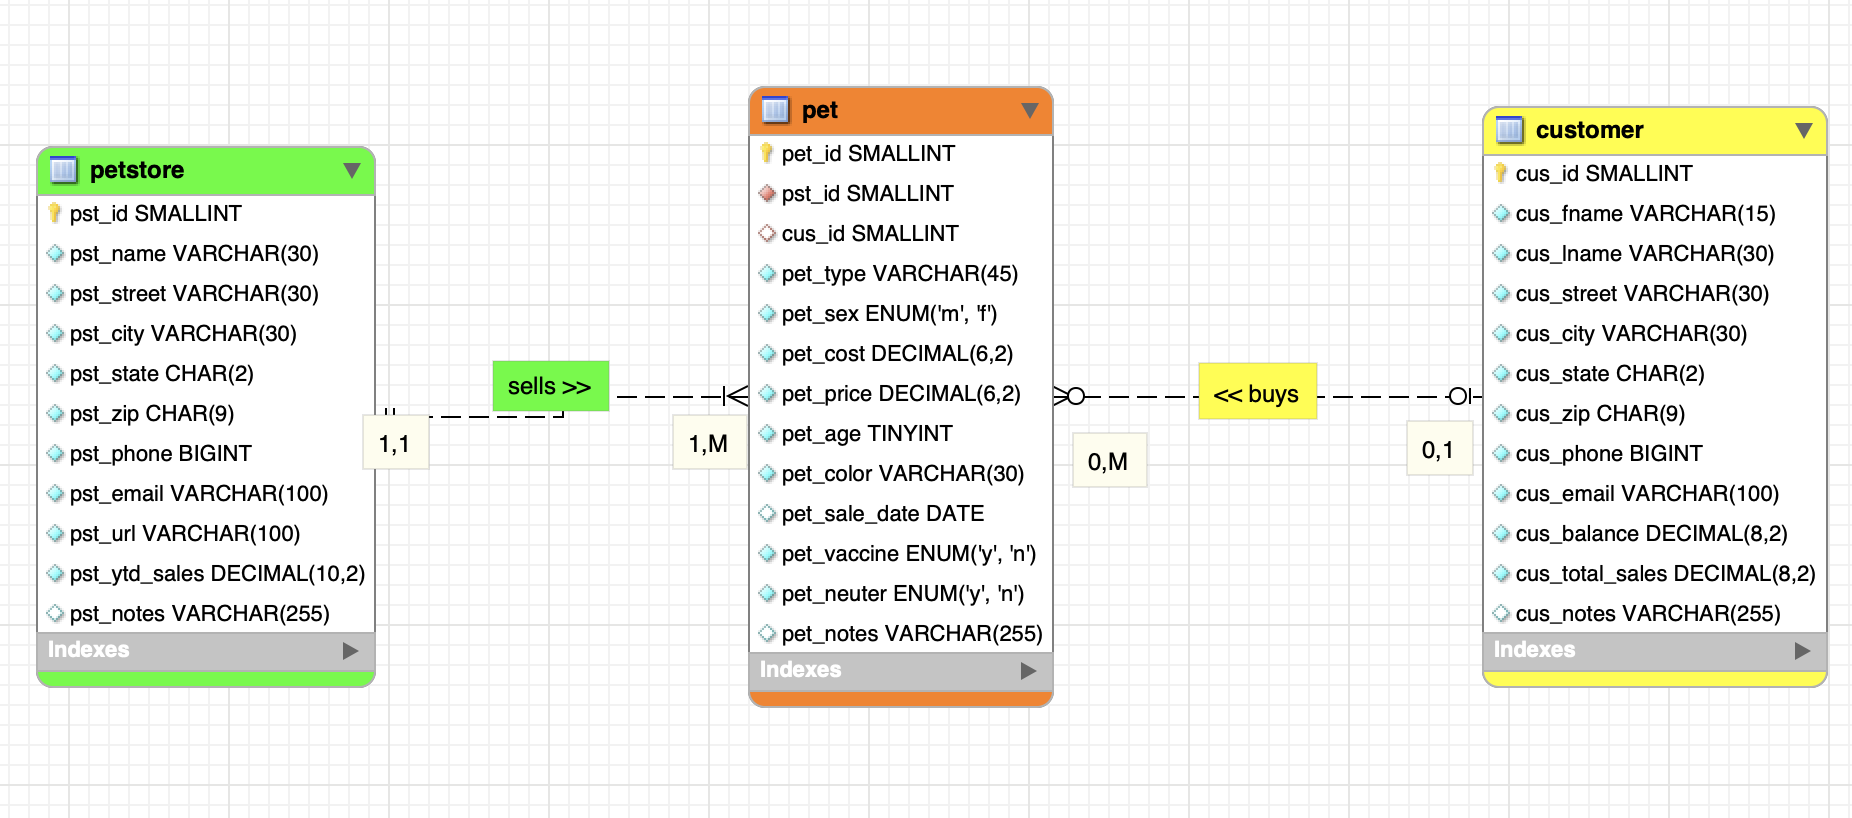 petstore
pst_id SMALLINT
pst_name VARCHAR(30)
pst_street VARCHAR(30)
pst_city VARCHAR(30)
pst_state CHAR(2)
pst_zip CHAR(9)
pst_phone BIGINT
pst_email VARCHAR(100)
pst_url VARCHAR(100)
pst_ytd_sales DECIMAL(10,2)
pst_notes VARCHAR(255)
Indexes
1,1
sells >>
1,M
pet
pet_id SMALLINT
pst_id SMALLINT
cus_id SMALLINT
pet_type VARCHAR(45)
pet_sex ENUM('m', 'f')
pet_cost DECIMAL(6,2)
pet_price DECIMAL(6,2)
pet_age TINYINT
pet_color VARCHAR(30)
pet_sale_date DATE
pet_vaccine ENUM('y', 'n')
pet_neuter ENUM('y', 'n')
pet_notes VARCHAR(255)
Indexes
0,M
<< buys
0,1
customer
cus_id SMALLINT
cus_fname VARCHAR(15)
cus_lname VARCHAR(30)
cus_street VARCHAR(30)
cus_city VARCHAR(30)
cus_state CHAR(2)
cus_zip CHAR(9)
cus_phone BIGINT
cus_email VARCHAR(100)
cus_balance DECIMAL(8,2)
cus_total_sales DECIMAL(8,2)
cus_notes VARCHAR(255)
Indexes